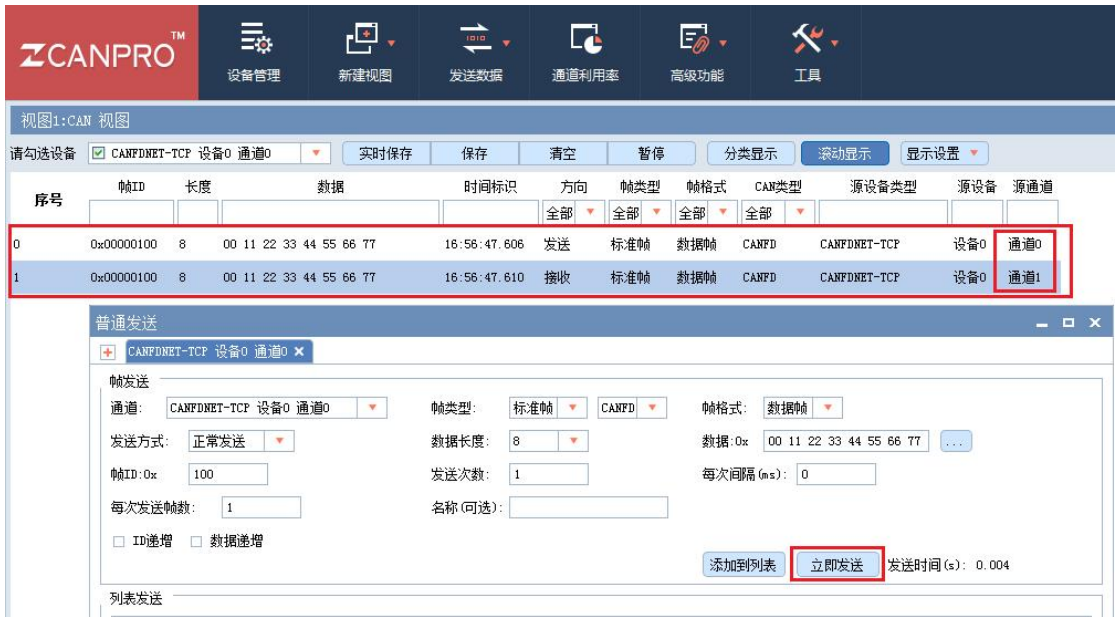 ZCANPRO™
设备管理 新建视图 发送数据 通道利用率 高级功能 工具
视图1:CAN 视图
请勾选设备 CANFDNET-TCP 设备0 通道0 实时保存 保存 清空 暂停 分类显示 滚动显示 显示设置
序号 帧ID 长度 数据 时间标识 方向 帧类型 帧格式 CAN类型 源设备类型 源设备 源通道
全部 全部 全部 全部
0 0x00000100 8 00 11 22 33 44 55 66 77 16:56:47.606 发送 标准帧 数据帧 CANFD CANFDNET-TCP 设备0 通道0
1 0x00000100 8 00 11 22 33 44 55 66 77 16:56:47.610 接收 标准帧 数据帧 CANFD CANFDNET-TCP 设备0 通道1
普通发送
CANFDNET-TCP 设备0 通道0
帧发送
通道: CANFDNET-TCP 设备0 通道0 帧类型: 标准帧 CANFD 帧格式: 数据帧
发送方式: 正常发送 数据长度: 8 数据:0x 00 11 22 33 44 55 66 77 ...
帧ID:0x 100 发送次数: 1 每次间隔(ms): 0
每次发送帧数: 1 名称(可选):
ID递增 数据递增
添加到列表 立即发送 发送时间(s): 0.004
列表发送